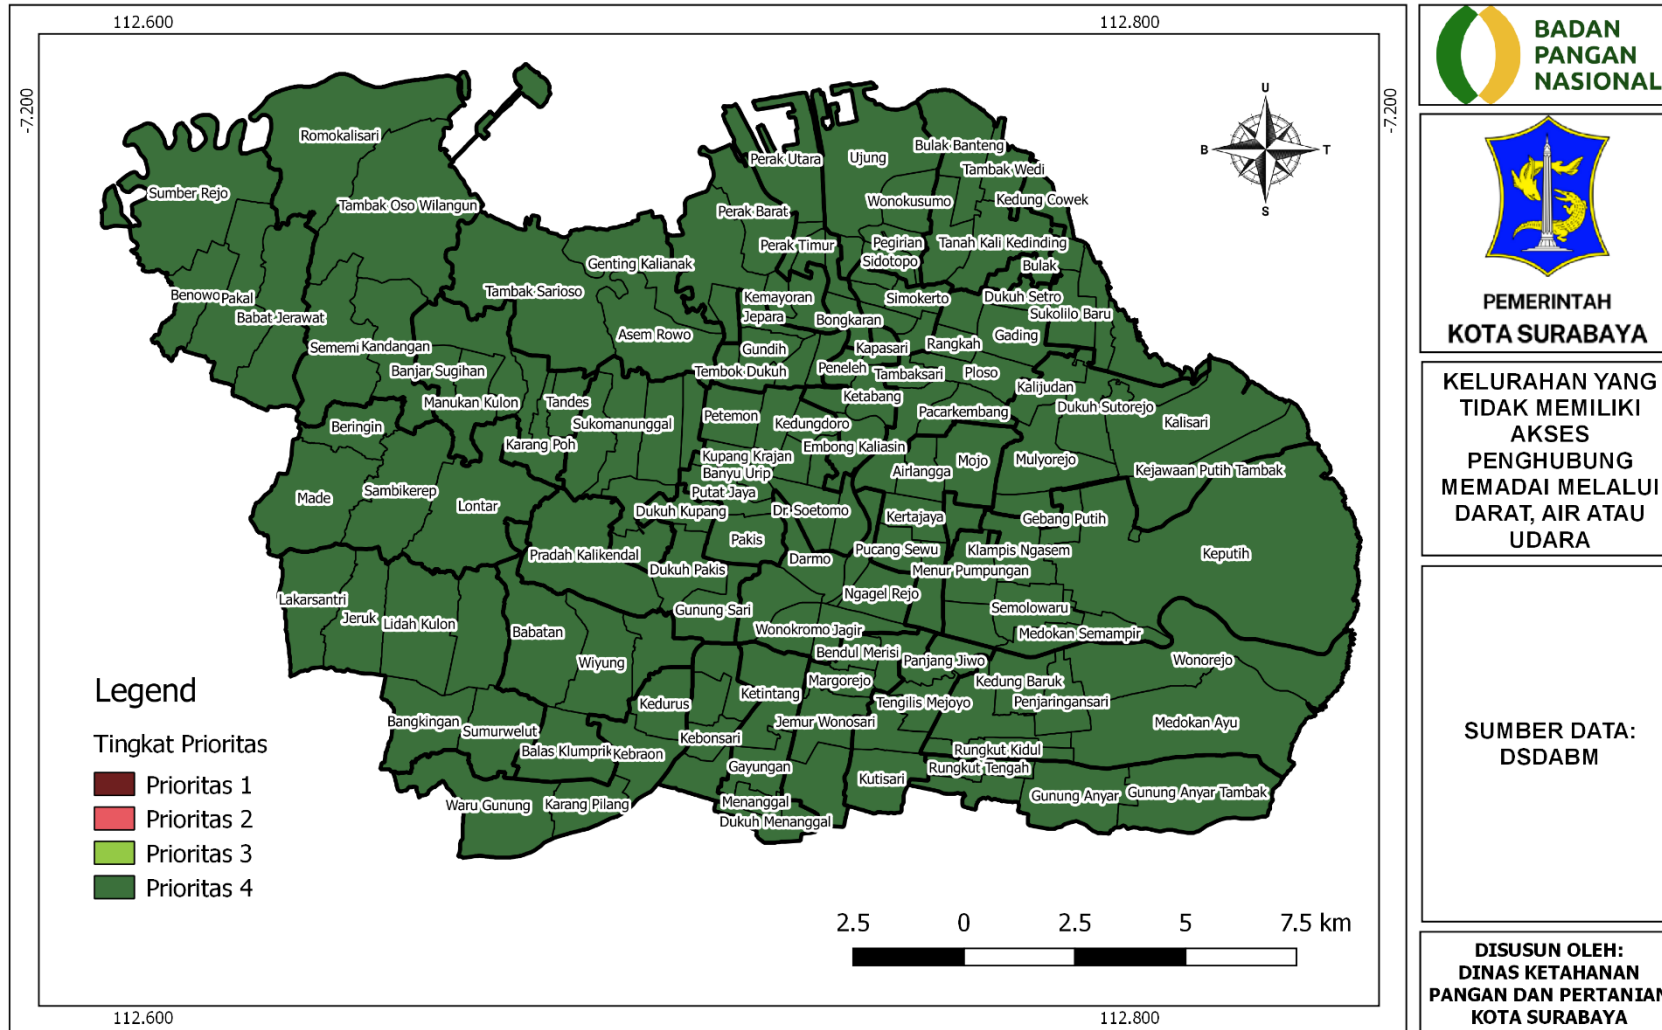 112.600
112.800
-7.200
-7.200
U
B
T
S
Romokalisari
Sumber Rejo
Tambak Oso Wilangun
Benowo
Pakal
Babat Jerawat
Sememi
Kandangan
Genting Kalianak
Tambak Sarioso
Asem Rowo
Banjar Sugihan
Manukan Kulon
Tandes
Sukomanunggal
Karang Poh
Beringin
Made
Sambikerep
Lontar
Perak Utara
Ujung
Bulak Banteng
Tambak Wedi
Kedung Cowek
Wonokusumo
Perak Barat
Perak Timur
Pegirian
Tanah Kali Kedinding
Sidotopo
Bulak
Kemayoran
Simokerto
Dukuh Setro
Jepara
Bongkaran
Sukolilo Baru
Gading
Gundih
Kapasari
Rangkah
Tembok Dukuh
Peneleh
Tambaksari
Ploso
Kalijudan
Ketabang
Dukuh Sutorejo
Petemon
Kedungdoro
Pacarkembang
Kalisari
Embong Kaliasin
Kupang Krajan
Banyu Urip
Airlangga
Mojo
Mulyorejo
Kejawaan Putih Tambak
Putat Jaya
Dukuh Kupang
Dr. Soetomo
Kertajaya
Gebang Putih
Pradah Kalikendal
Pakis
Darmo
Pucang Sewu
Klampis Ngasem
Keputih
Dukuh Pakis
Menur Pumpungan
Ngagel Rejo
Gunung Sari
Semolowaru
Lakarsantri
Jeruk
Lidah Kulon
Babatan
Wonokromo
Jagir
Medokan Semampir
Wiyung
Bendul Merisi
Panjang Jiwo
Wonorejo
Margorejo
Kedung Baruk
Kedurus
Ketintang
Tengilis Mejoyo
Penjaringansari
Bangkingan
Sumurwelut
Jemur Wonosari
Medokan Ayu
Balas Klumprik
Kebraon
Kebonsari
Rungkut Kidul
Gayungan
Kutisari
Rungkut Tengah
Waru Gunung
Karang Pilang
Menanggal
Gunung Anyar
Gunung Anyar Tambak
Dukuh Menanggal
Legend
Tingkat Prioritas
Prioritas 1
Prioritas 2
Prioritas 3
Prioritas 4
2.5 0 2.5 5 7.5 km
112.600
112.800
BADAN
PANGAN
NASIONAL
PEMERINTAH
KOTA SURABAYA
KELURAHAN YANG
TIDAK MEMILIKI
AKSES
PENGHUBUNG
MEMADAI MELALUI
DARAT, AIR ATAU
UDARA
SUMBER DATA:
DSDABM
DISUSUN OLEH:
DINAS KETAHANAN
PANGAN DAN PERTANIAN
KOTA SURABAYA